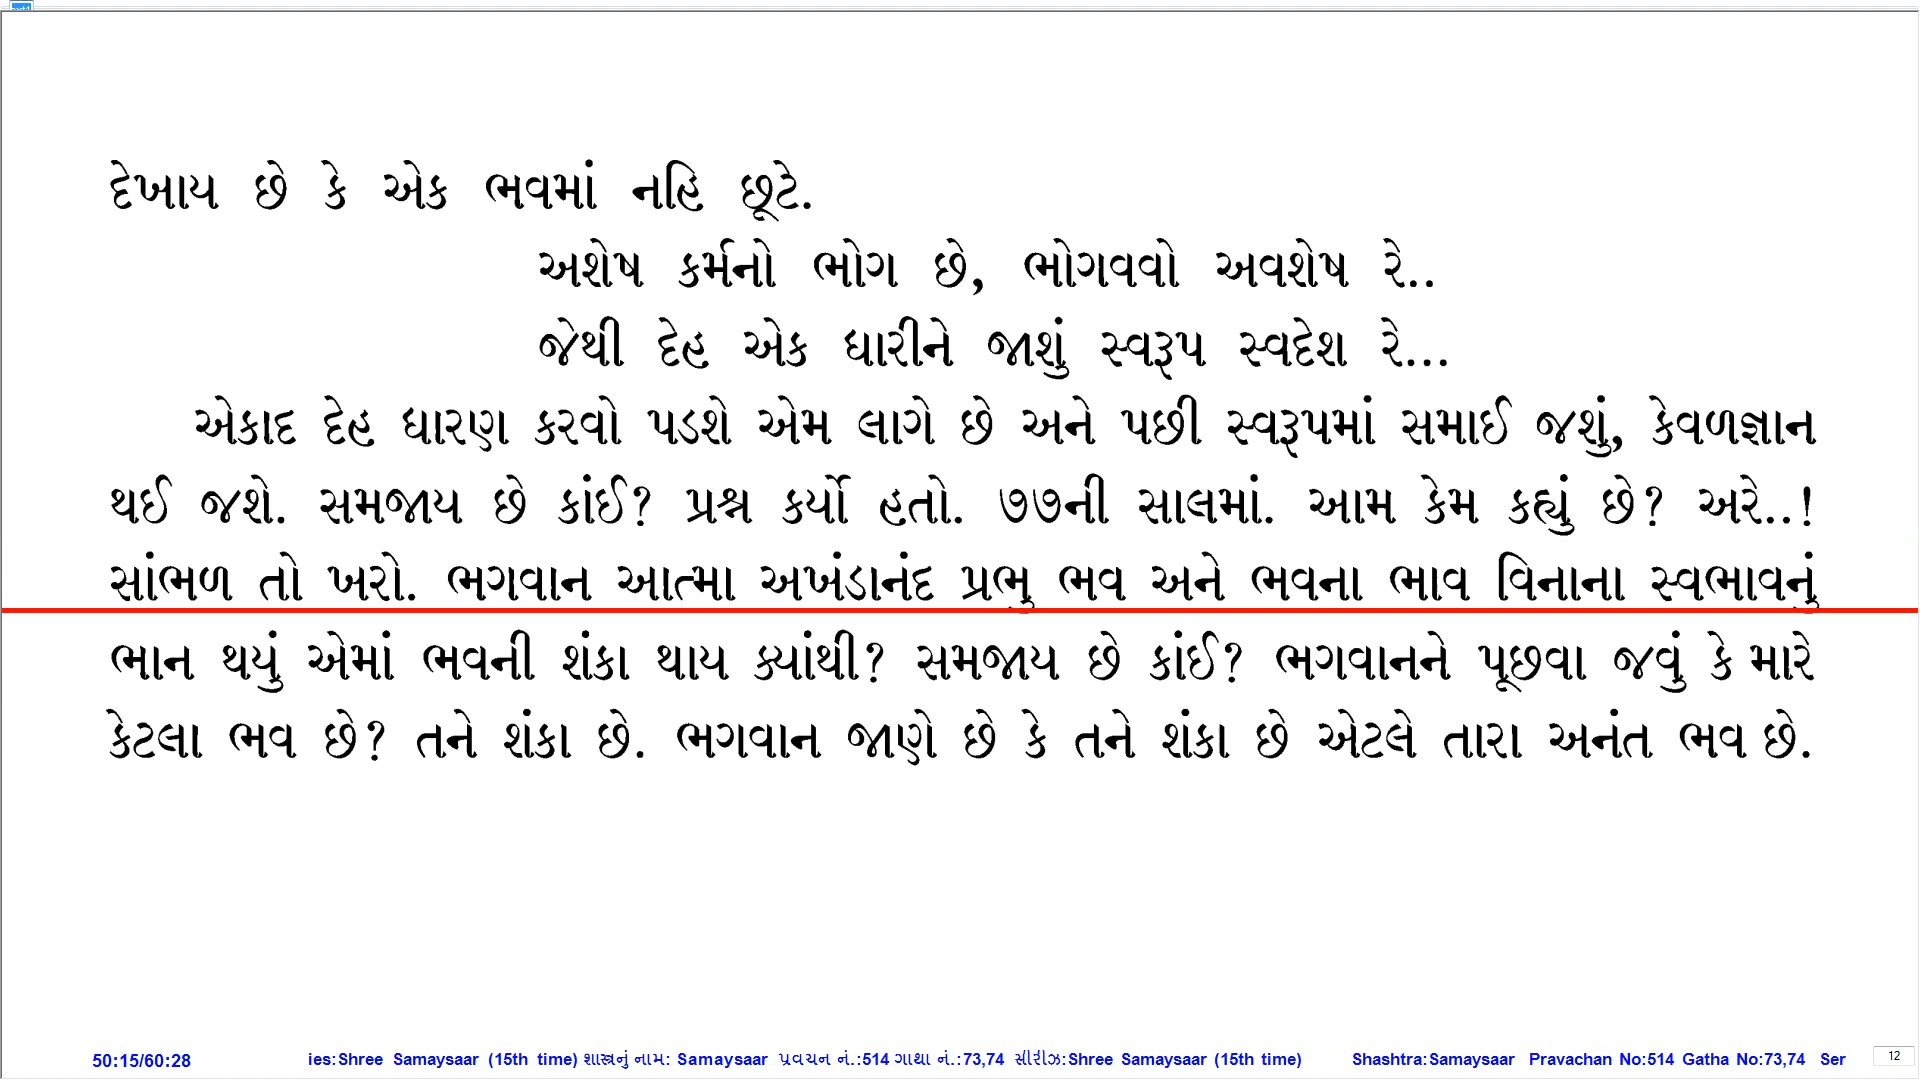 દેખાય છે કે એક ભવમાં નહિ છૂટે.
અશેષ કર્મનો ભોગ છે, ભોગવવો અવશેષ રે..
જેથી દેહ એક ધારીને જાશું સ્વરૂપ સ્વદેશ રે...
એકાદ દેહ ધારણ કરવો પડશે એમ લાગે છે અને પછી સ્વરૂપમાં સમાઈ જશું, કેવળજ્ઞાન
થઈ જશે. સમજાય છે કાંઈ? પ્રશ્ન કર્યો હતો. ૭૭ની સાલમાં. આમ કેમ કહ્યું છે? અરે..!
સાંભળ તો ખરો. ભગવાન આત્મા અખંડાનંદ પ્રભુ ભવ અને ભવના ભાવ વિનાના સ્વભાવનું
ભાન થયું એમાં ભવની શંકા થાય ક્યાંથી? સમજાય છે કાંઈ? ભગવાનને પૂછવા જવું કે મારે
કેટલા ભવ છે? તને શંકા છે. ભગવાન જાણે છે કે તને શંકા છે એટલે તારા અનંત ભવ છે.
50:15/60:28 ies:Shree Samaysaar (15th time) શાસ્ત્રનું નામ: Samaysaar પ્રવચન નં.:514 ગાથા નં.:73,74 સીરીઝ:Shree Samaysaar (15th time) Shashtra:Samaysaar Pravachan No:514 Gatha No:73,74 Ser 12